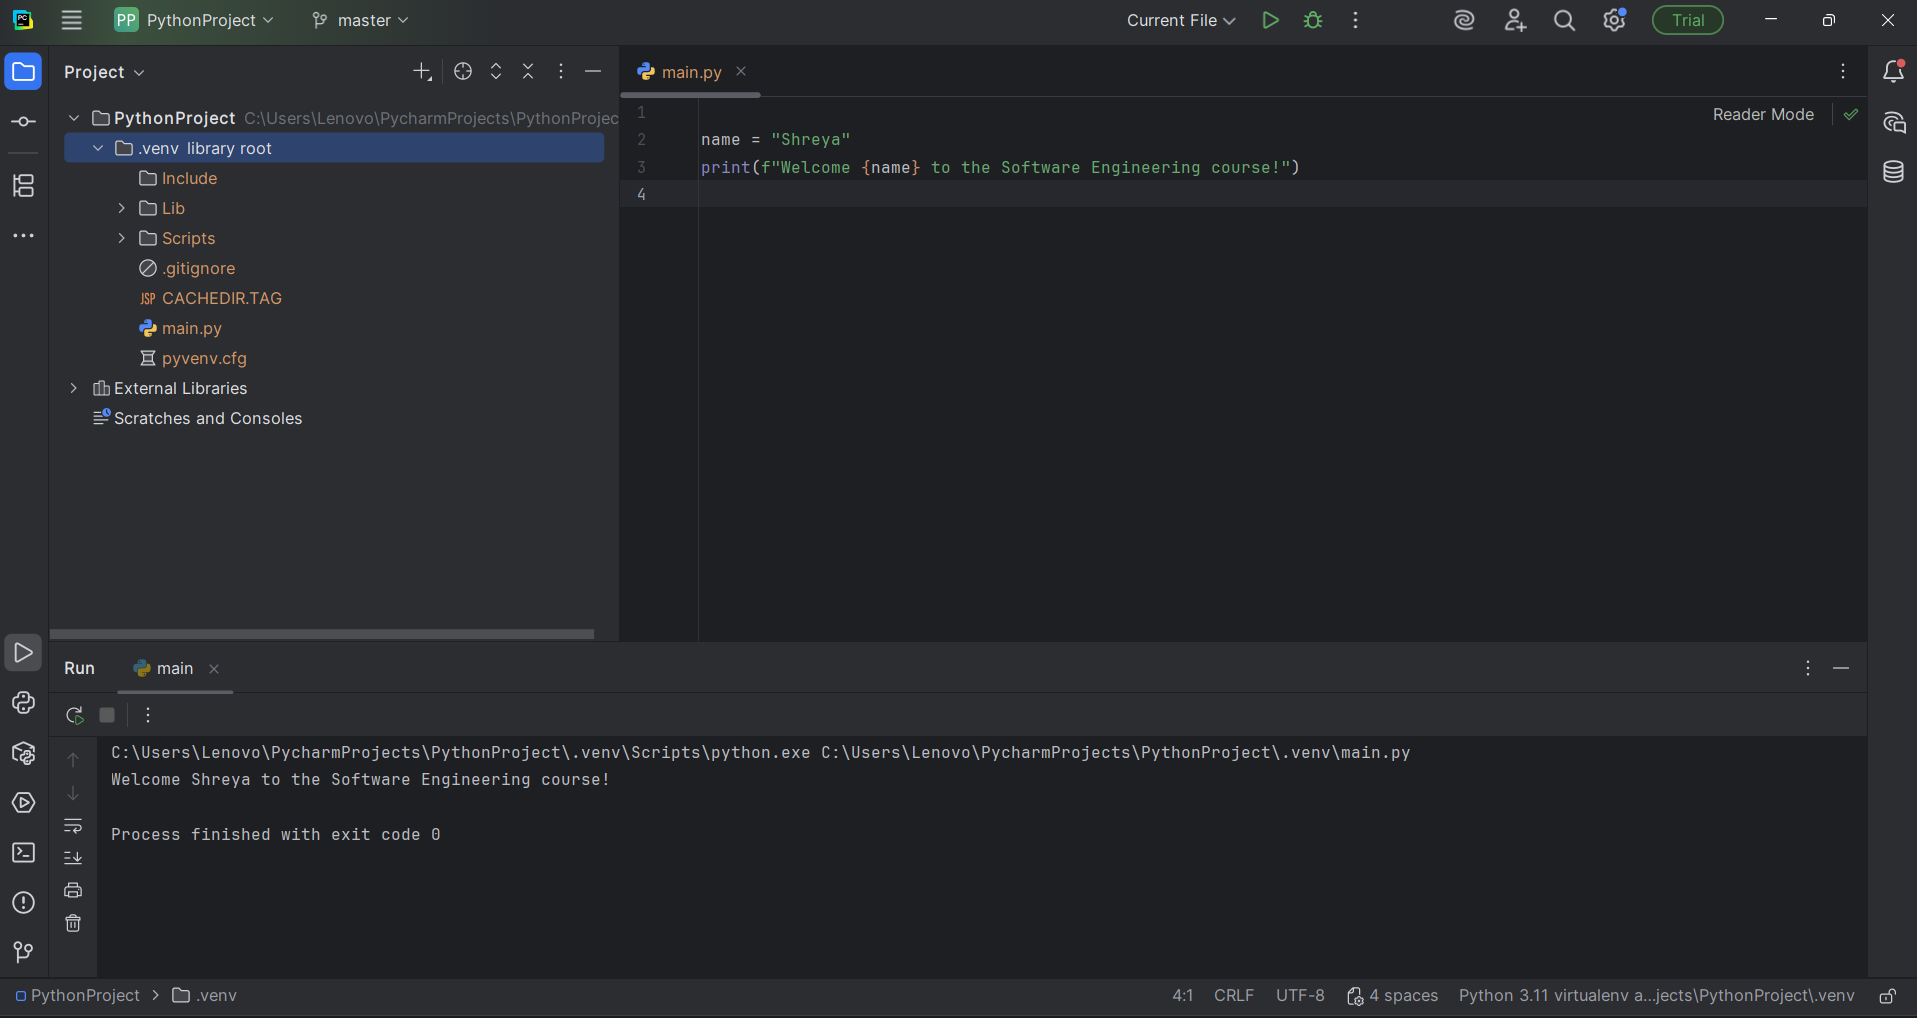 PC
PP PythonProject
master
Current File
Trial
Project
PythonProject C:\Users\Lenovo\PycharmProjects\PythonProjec
.venv library root
Include
Lib
Scripts
.gitignore
JSP CACHEDIR.TAG
main.py
pyvenv.cfg
External Libraries
Scratches and Consoles
main.py
Reader Mode
1
2 name = "Shreya"
3 print(f"Welcome {name} to the Software Engineering course!")
4
Run main
C:\Users\Lenovo\PycharmProjects\PythonProject\.venv\Scripts\python.exe C:\Users\Lenovo\PycharmProjects\PythonProject\.venv\main.py
Welcome Shreya to the Software Engineering course!
Process finished with exit code 0
PythonProject > .venv
4:1 CRLF UTF-8 4 spaces Python 3.11 virtualenv a...jects\PythonProject\.venv